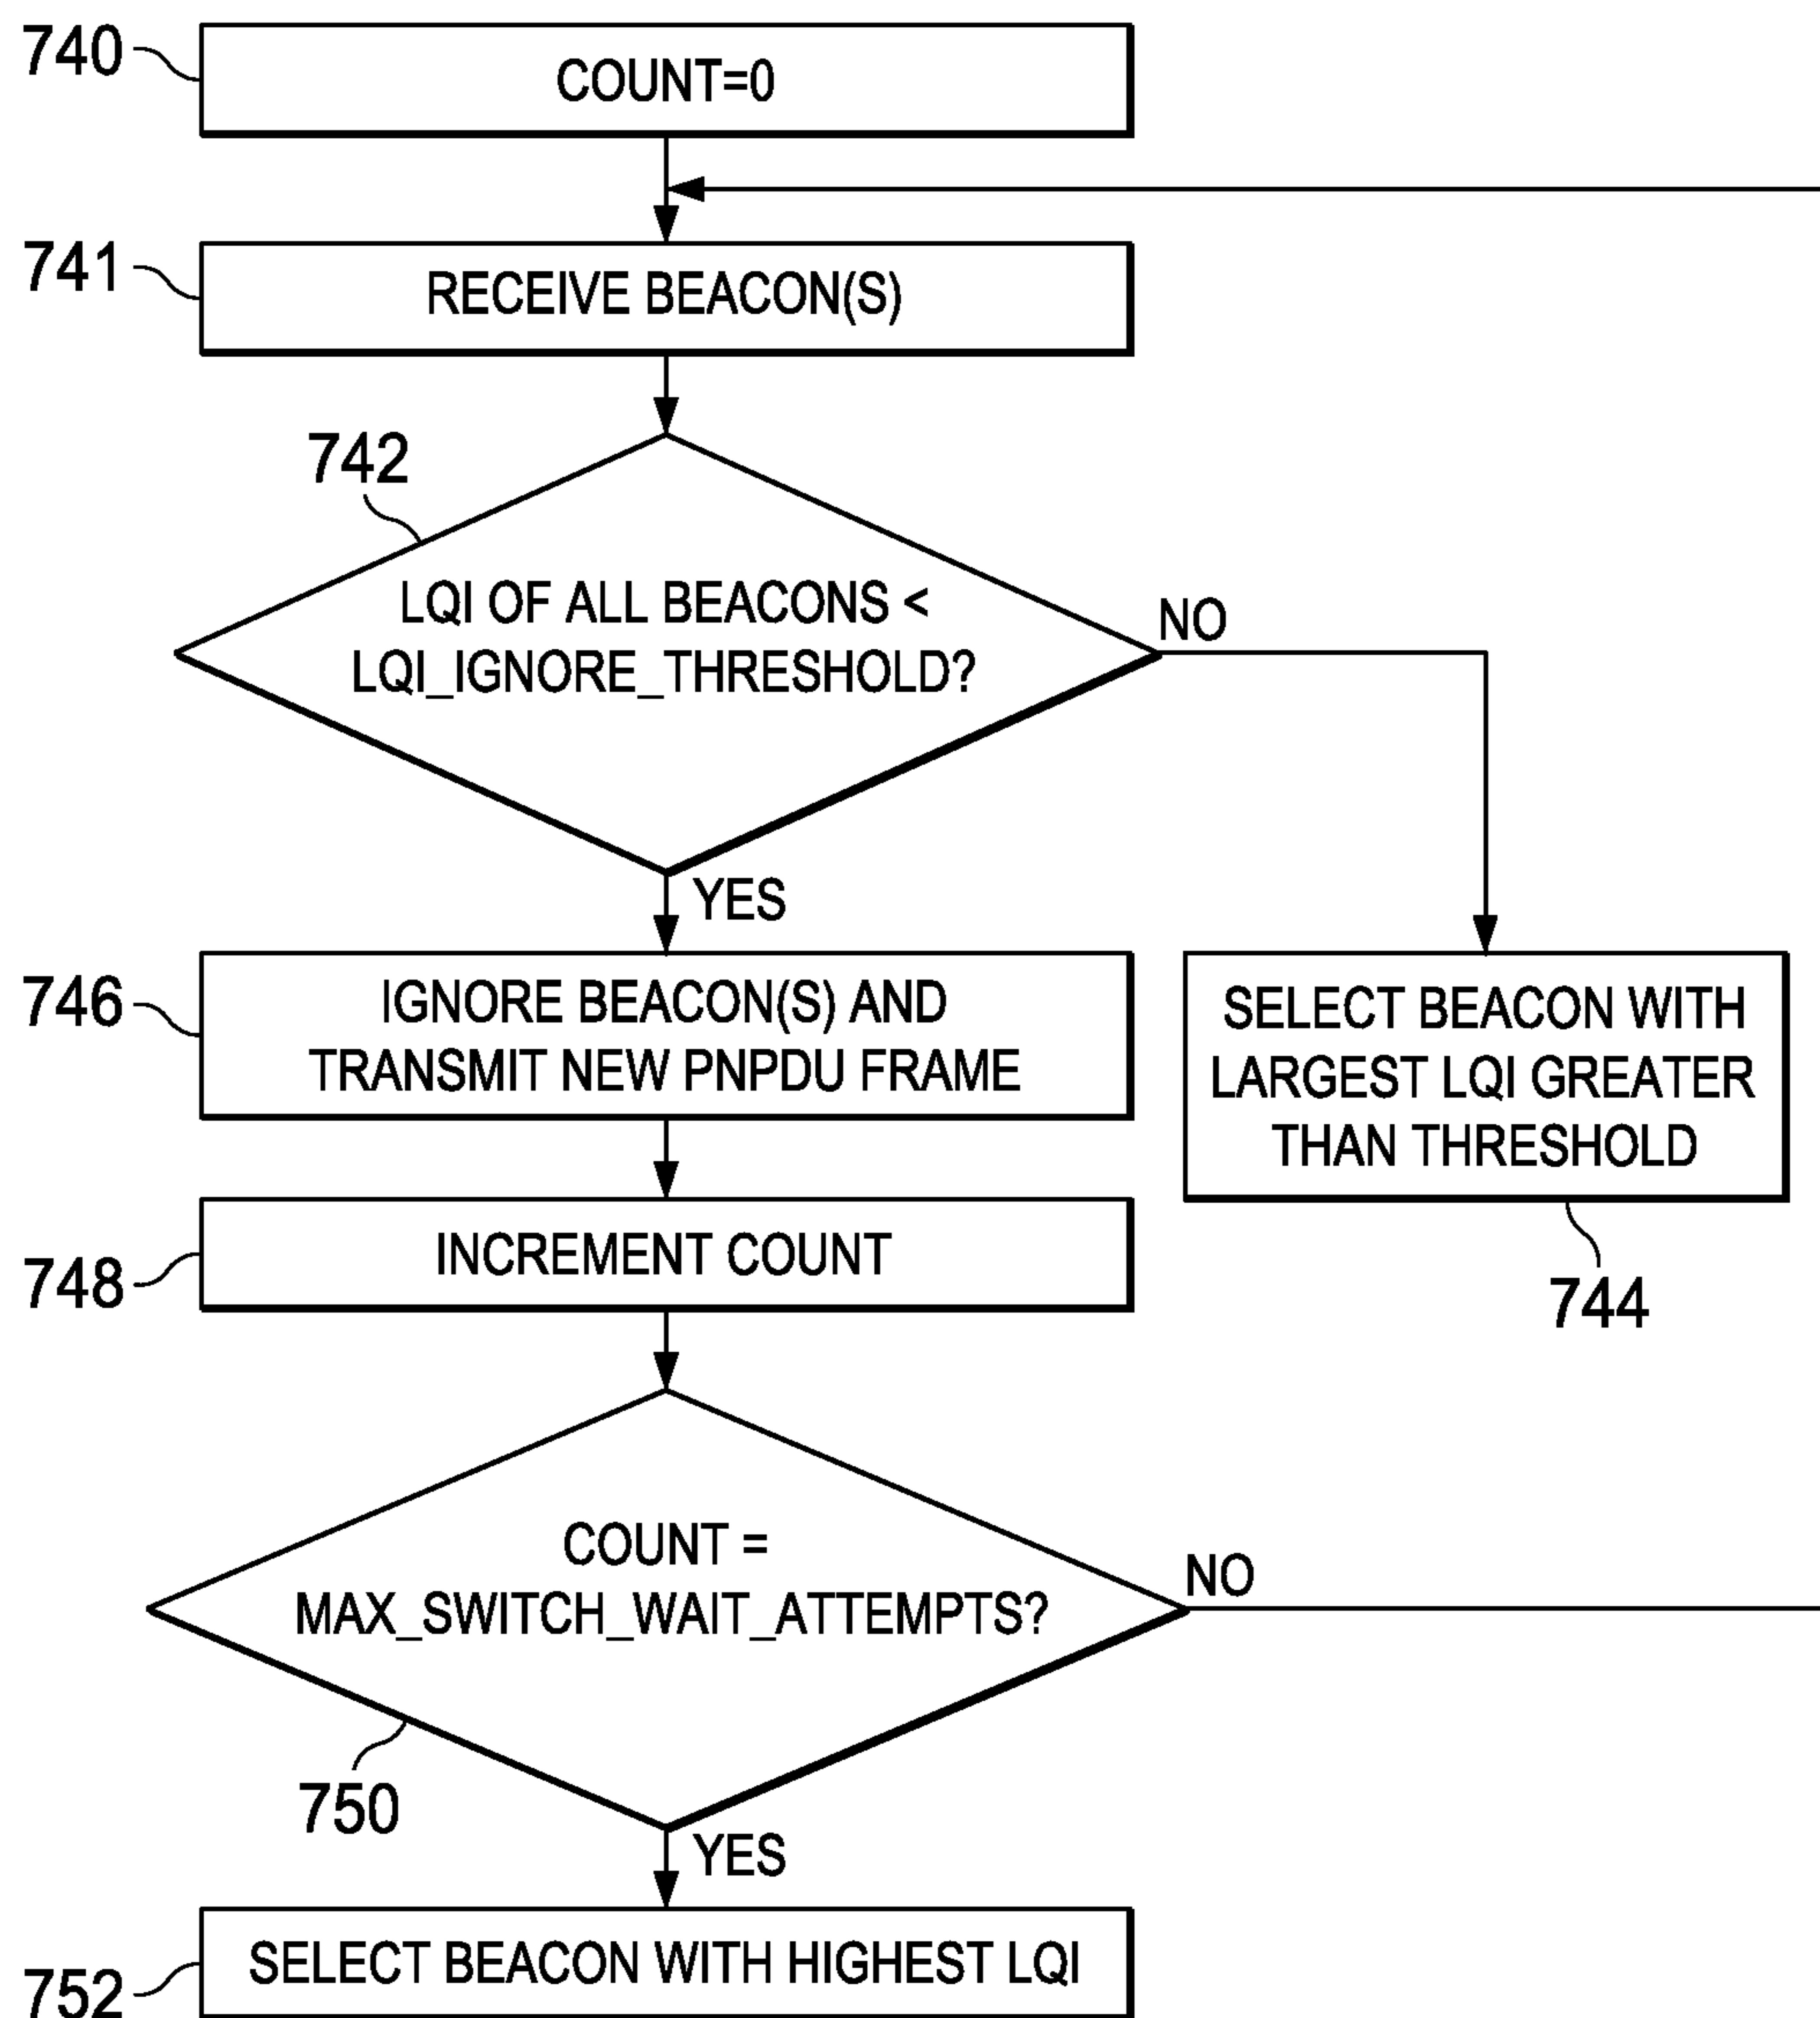 740
COUNT=0
741
RECEIVE BEACON(S)
742
LQI OF ALL BEACONS <
LQI_IGNORE_THRESHOLD?
NO
YES
746
IGNORE BEACON(S) AND
TRANSMIT NEW PNPDU FRAME
SELECT BEACON WITH
LARGEST LQI GREATER
THAN THRESHOLD
744
748
INCREMENT COUNT
COUNT =
MAX_SWITCH_WAIT_ATTEMPTS?
NO
750
YES
752
SELECT BEACON WITH HIGHEST LQI